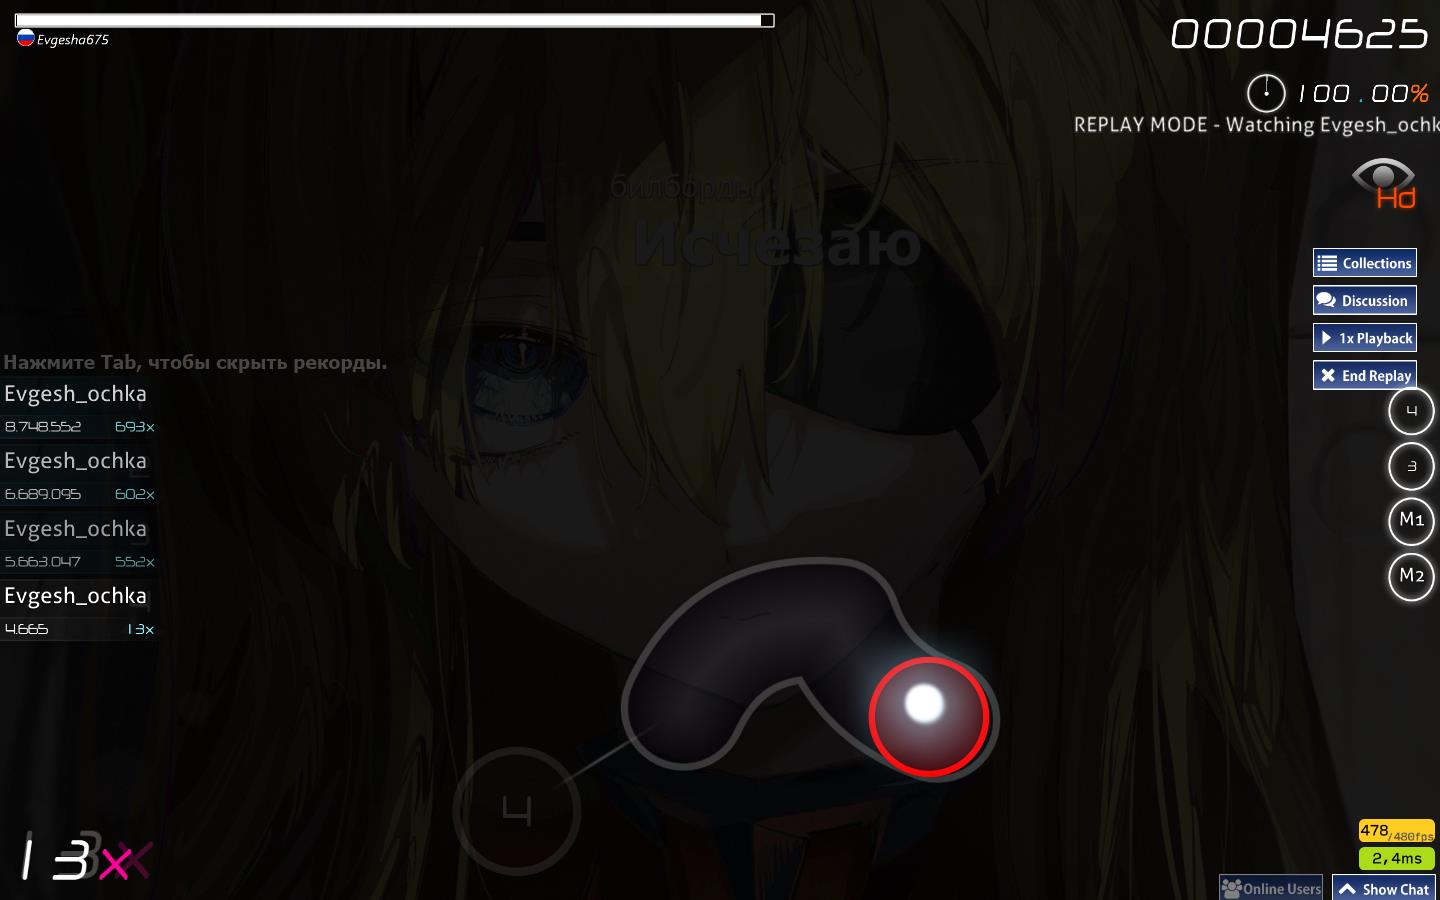 00004625
Evgesha675
100.00%
REPLAY MODE - Watching Evgesh_ochk
Hd
билборды
Исчезаю
Collections
Discussion
1x Playback
End Replay
Нажмите Tab, чтобы скрыть рекорды.
Evgesh_ochka
8.748.552 693x
Evgesh_ochka
6.689.095 602x
Evgesh_ochka
5.663.047 552x
Evgesh_ochka
4.665 13x
4
3
M1
M2
4
13x
478/480fps
2,4ms
Online Users
Show Chat